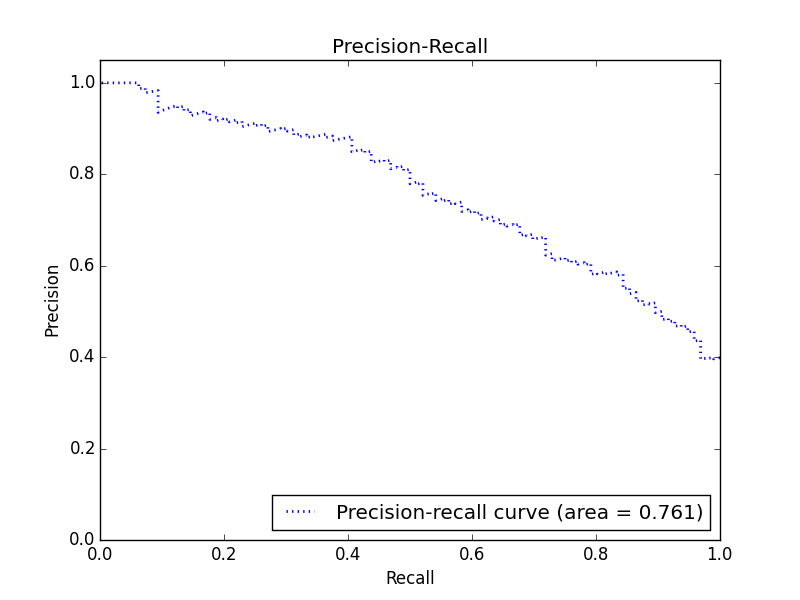 Precision-Recall
1.0
0.8
0.6
0.4
0.2
0.0
Precision
Precision-recall curve (area = 0.761)
0.0 0.2 0.4 0.6 0.8 1.0
Recall